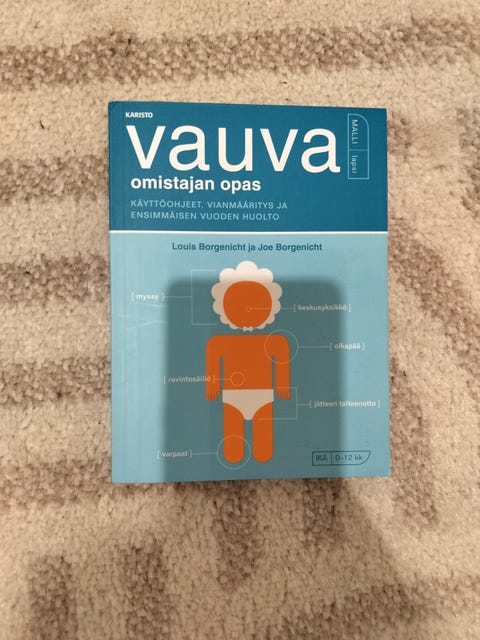 KARISTO
vauva
omistajan opas
KÄYTTÖOHJEET, VIANMÄÄRITYS JA
ENSIMMÄISEN VUODEN HUOLTO
MALLI lapsi
Louis Borgenicht ja Joe Borgenicht
[ myssy ]
[ keskusyksikkö ]
[ olkapää ]
[ ravintosäiliö ]
[ jätteen talteenotto ]
[ varpaat ]
IKÄ 0–12 kk